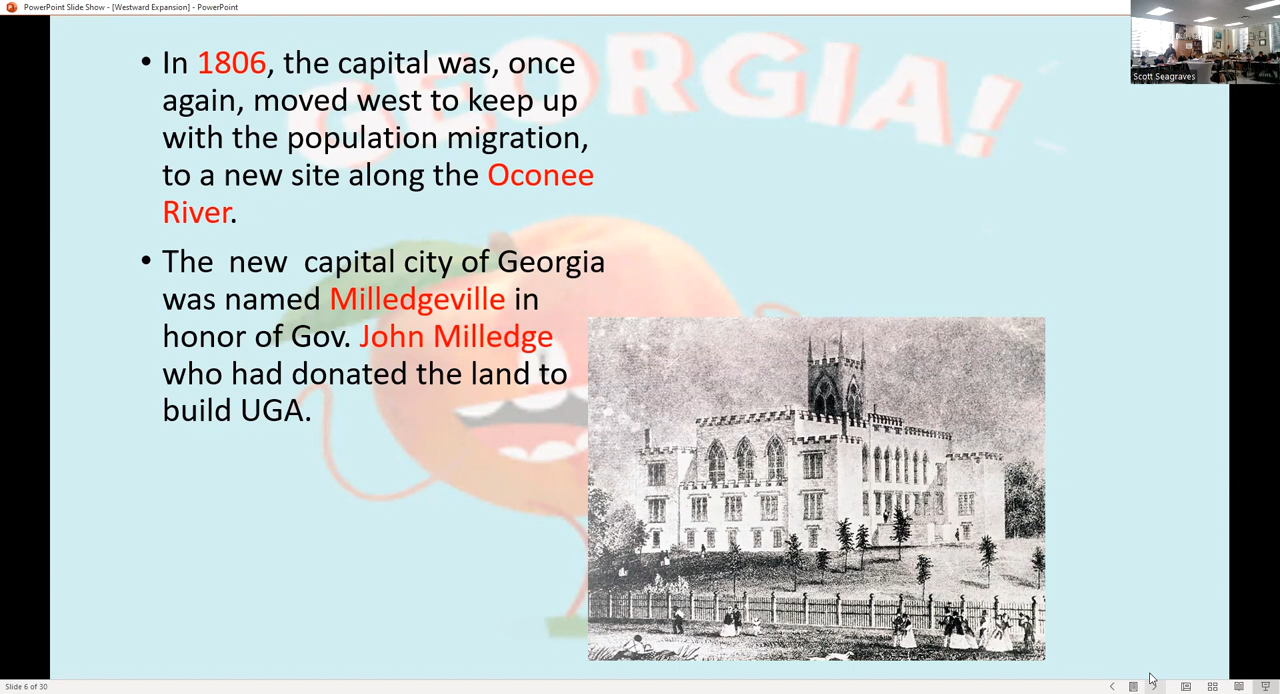 PowerPoint Slide Show - [Westward Expansion] - PowerPoint
Scott Seagraves
GEORGIA!
• In 1806, the capital was, once
again, moved west to keep up
with the population migration,
to a new site along the Oconee
River.
• The new capital city of Georgia
was named Milledgeville in
honor of Gov. John Milledge
who had donated the land to
build UGA.
Slide 6 of 30